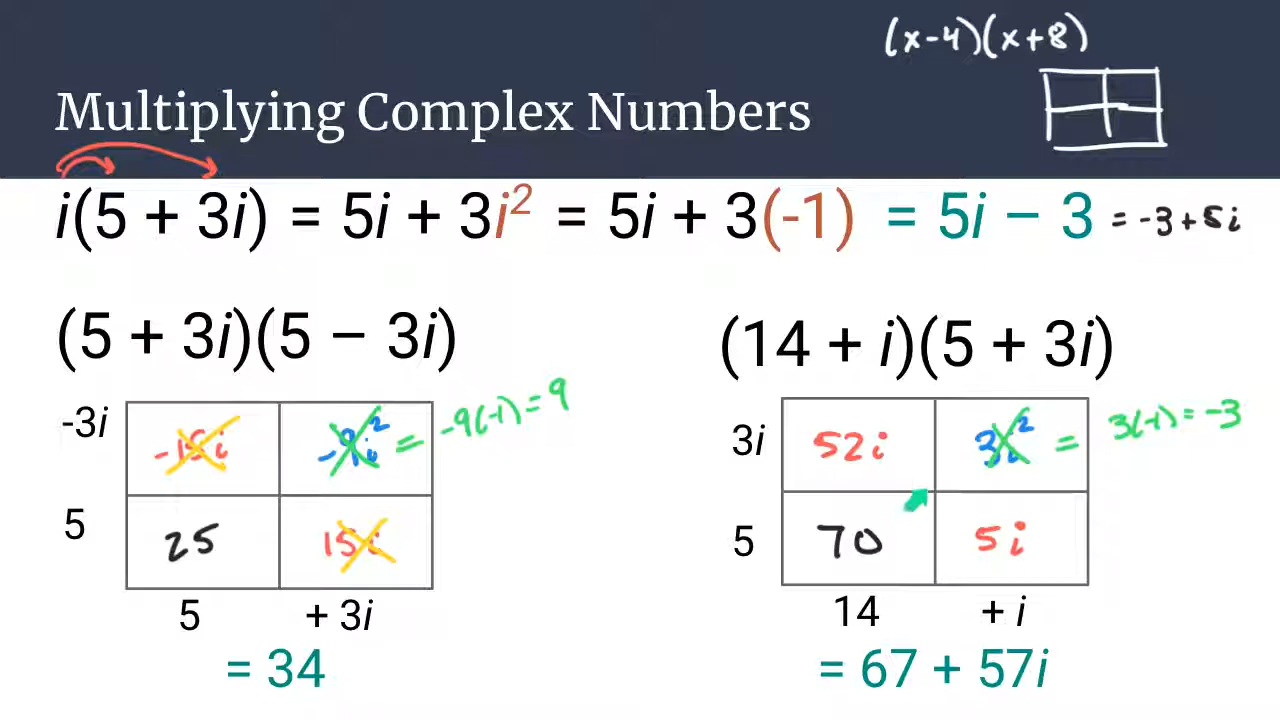 (x-4)(x+8)
Multiplying Complex Numbers
i(5 + 3i) = 5i + 3i² = 5i + 3(-1) = 5i − 3 = -3+5i
(5 + 3i)(5 − 3i)
-3i -15i -9i² = -9(-1) = 9
5 25 15i
5 + 3i
= 34
(14 + i)(5 + 3i)
3i 52i 3i² = 3(-1) = -3
5 70 5i
14 + i
= 67 + 57i